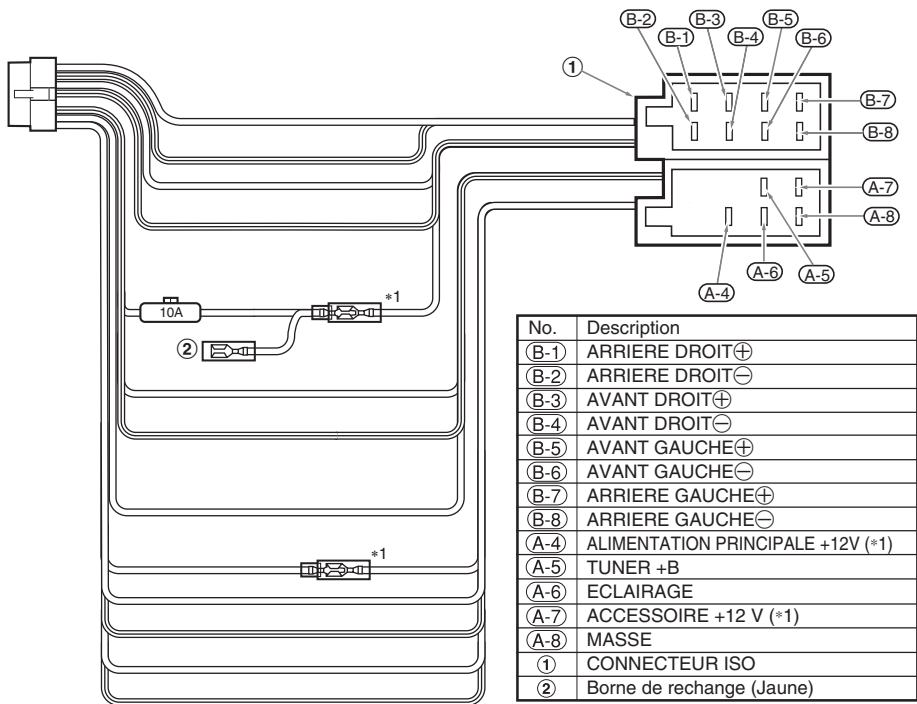 B-2 B-3 B-5
B-1 B-4 B-6
①
B-7
B-8
A-7
A-8
A-6 A-5
A-4
*1
10A
②
*1
No. Description
B-1 ARRIERE DROIT⊕
B-2 ARRIERE DROIT⊖
B-3 AVANT DROIT⊕
B-4 AVANT DROIT⊖
B-5 AVANT GAUCHE⊕
B-6 AVANT GAUCHE⊖
B-7 ARRIERE GAUCHE⊕
B-8 ARRIERE GAUCHE⊖
A-4 ALIMENTATION PRINCIPALE +12V (*1)
A-5 TUNER +B
A-6 ECLAIRAGE
A-7 ACCESSOIRE +12 V (*1)
A-8 MASSE
① CONNECTEUR ISO
② Borne de rechange (Jaune)